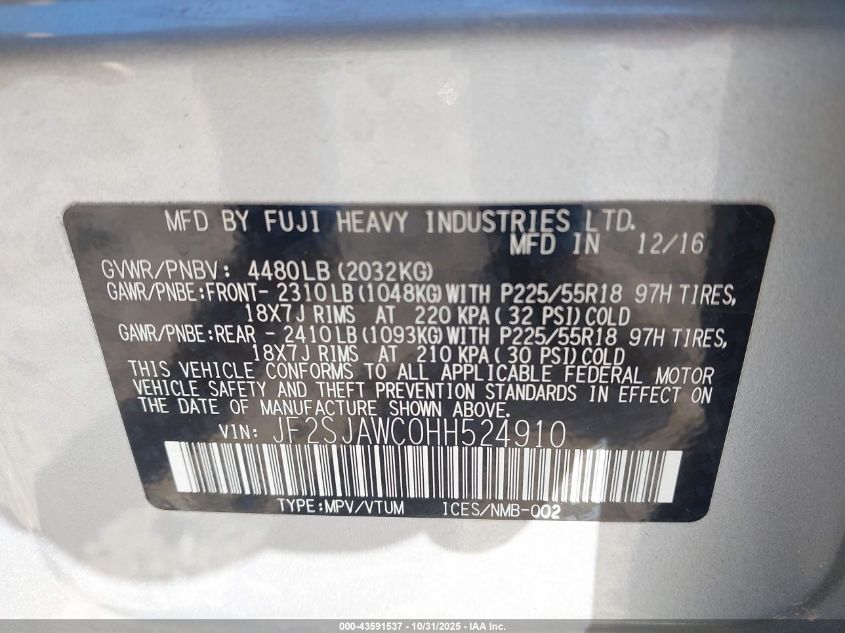 MFD BY FUJI HEAVY INDUSTRIES LTD.
MFD IN 12/16
GVWR/PNBV: 4480LB (2032KG)
GAWR/PNBE:FRONT- 2310LB (1048KG) WITH P225/55R18 97H TIRES,
18X7J RIMS AT 220 KPA (32 PSI) COLD
GAWR/PNBE:REAR - 2410LB (1093KG) WITH P225/55R18 97H TIRES,
18X7J RIMS AT 210 KPA (30 PSI) COLD
THIS VEHICLE CONFORMS TO ALL APPLICABLE FEDERAL MOTOR
VEHICLE SAFETY AND THEFT PREVENTION STANDARDS IN EFFECT ON
THE DATE OF MANUFACTURE SHOWN ABOVE.
VIN: JF2SJAWC0HH524910
TYPE:MPV/VTUM ICES/NMB-002
000-43591537 - 10/31/2025 - IAA Inc.